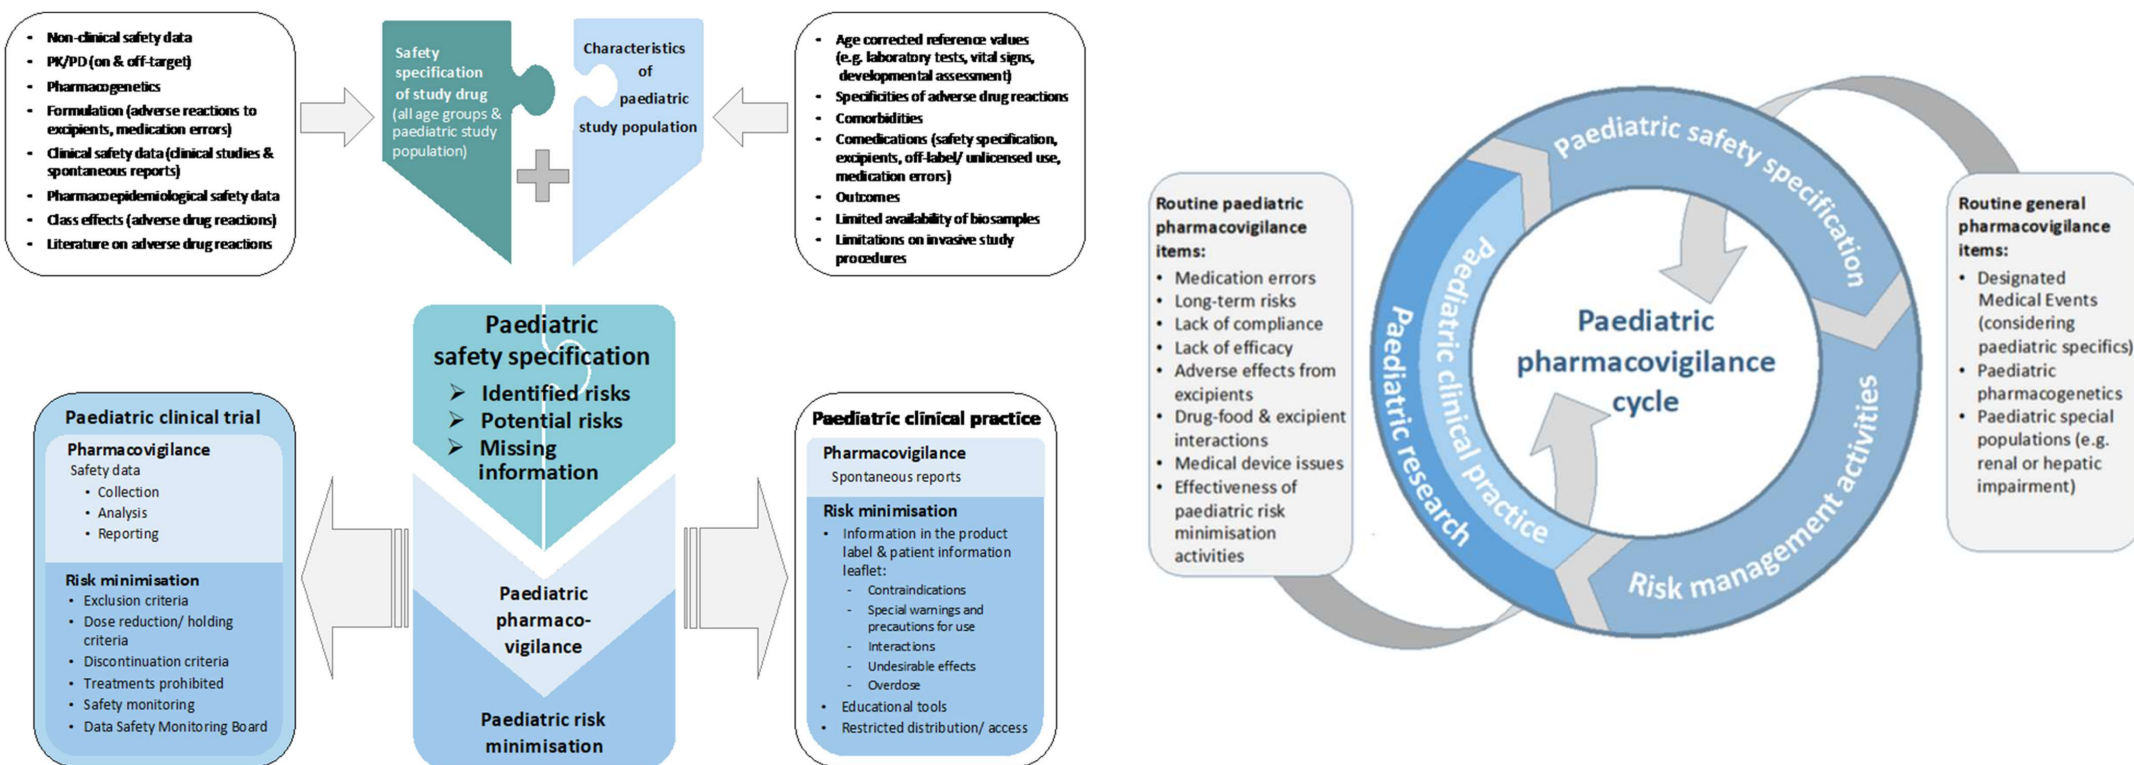 • Non-clinical safety data
• PK/PD (on & off-target)
• Pharmacogenetics
• Formulation (adverse reactions to
excipients, medication errors)
• Clinical safety data (clinical studies &
spontaneous reports)
• Pharmacoepidemiological safety data
• Class effects (adverse drug reactions)
• Literature on adverse drug reactions
Safety
specification
of study drug
(all age groups &
paediatric study
population)
Characteristics
of
paediatric
study population
• Age corrected reference values
(e.g. laboratory tests, vital signs,
developmental assessment)
• Specificities of adverse drug reactions
• Comorbidities
• Comedications (safety specification,
excipients, off-label/ unlicensed use,
medication errors)
• Outcomes
• Limited availability of biosamples
• Limitations on invasive study
procedures
Paediatric
safety specification
➢ Identified risks
➢ Potential risks
➢ Missing
information
Paediatric
pharmaco-
vigilance
Paediatric risk
minimisation
Paediatric clinical trial
Pharmacovigilance
Safety data
• Collection
• Analysis
• Reporting
Risk minimisation
• Exclusion criteria
• Dose reduction/ holding
criteria
• Discontinuation criteria
• Treatments prohibited
• Safety monitoring
• Data Safety Monitoring Board
Paediatric clinical practice
Pharmacovigilance
Spontaneous reports
Risk minimisation
• Information in the product
label & patient information
leaflet:
- Contraindications
- Special warnings and
precautions for use
- Interactions
- Undesirable effects
- Overdose
• Educational tools
• Restricted distribution/ access
Routine paediatric
pharmacovigilance
items:
• Medication errors
• Long-term risks
• Lack of compliance
• Lack of efficacy
• Adverse effects from
excipients
• Drug-food & excipient
interactions
• Medical device issues
• Effectiveness of
paediatric risk
minimisation
activities
Paediatric safety specification
Risk management activities
Paediatric research
Paediatric clinical practice
Paediatric
pharmacovigilance
cycle
Routine general
pharmacovigilance
items:
• Designated
Medical Events
(considering
paediatric specifics)
• Paediatric
pharmacogenetics
• Paediatric special
populations (e.g.
renal or hepatic
impairment)